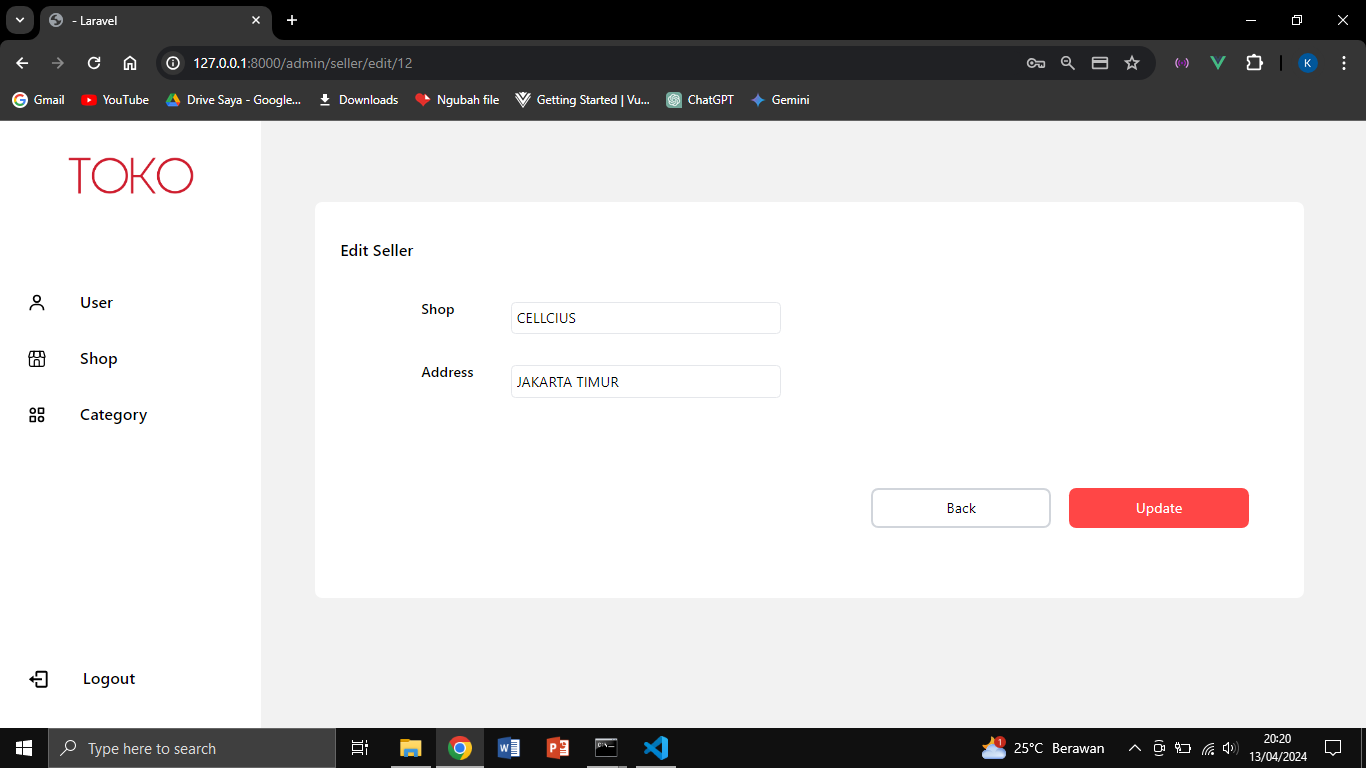 - Laravel
127.0.0.1:8000/admin/seller/edit/12
K
Gmail YouTube Drive Saya - Google... Downloads Ngubah file Getting Started | Vu... ChatGPT Gemini
TOKO
Edit Seller
User
Shop CELLCIUS
Shop
Address JAKARTA TIMUR
Category
Back Update
Logout
Type here to search
1
25°C Berawan
20:20
13/04/2024